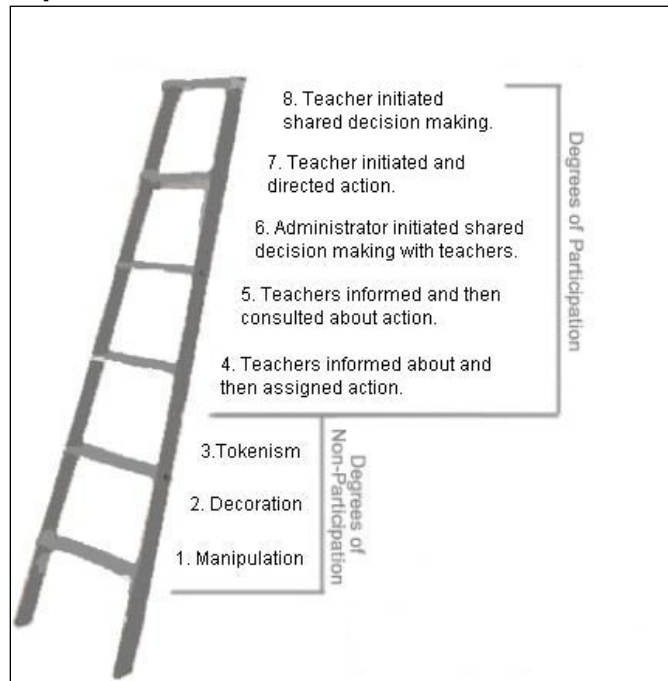 8. Teacher initiated
shared decision making.
7. Teacher initiated and
directed action.
6. Administrator initiated shared
decision making with teachers.
5. Teachers informed and then
consulted about action.
4. Teachers informed about and
then assigned action.
Degrees of Participation
3.Tokenism
2. Decoration
1. Manipulation
Degrees of
Non-Participation